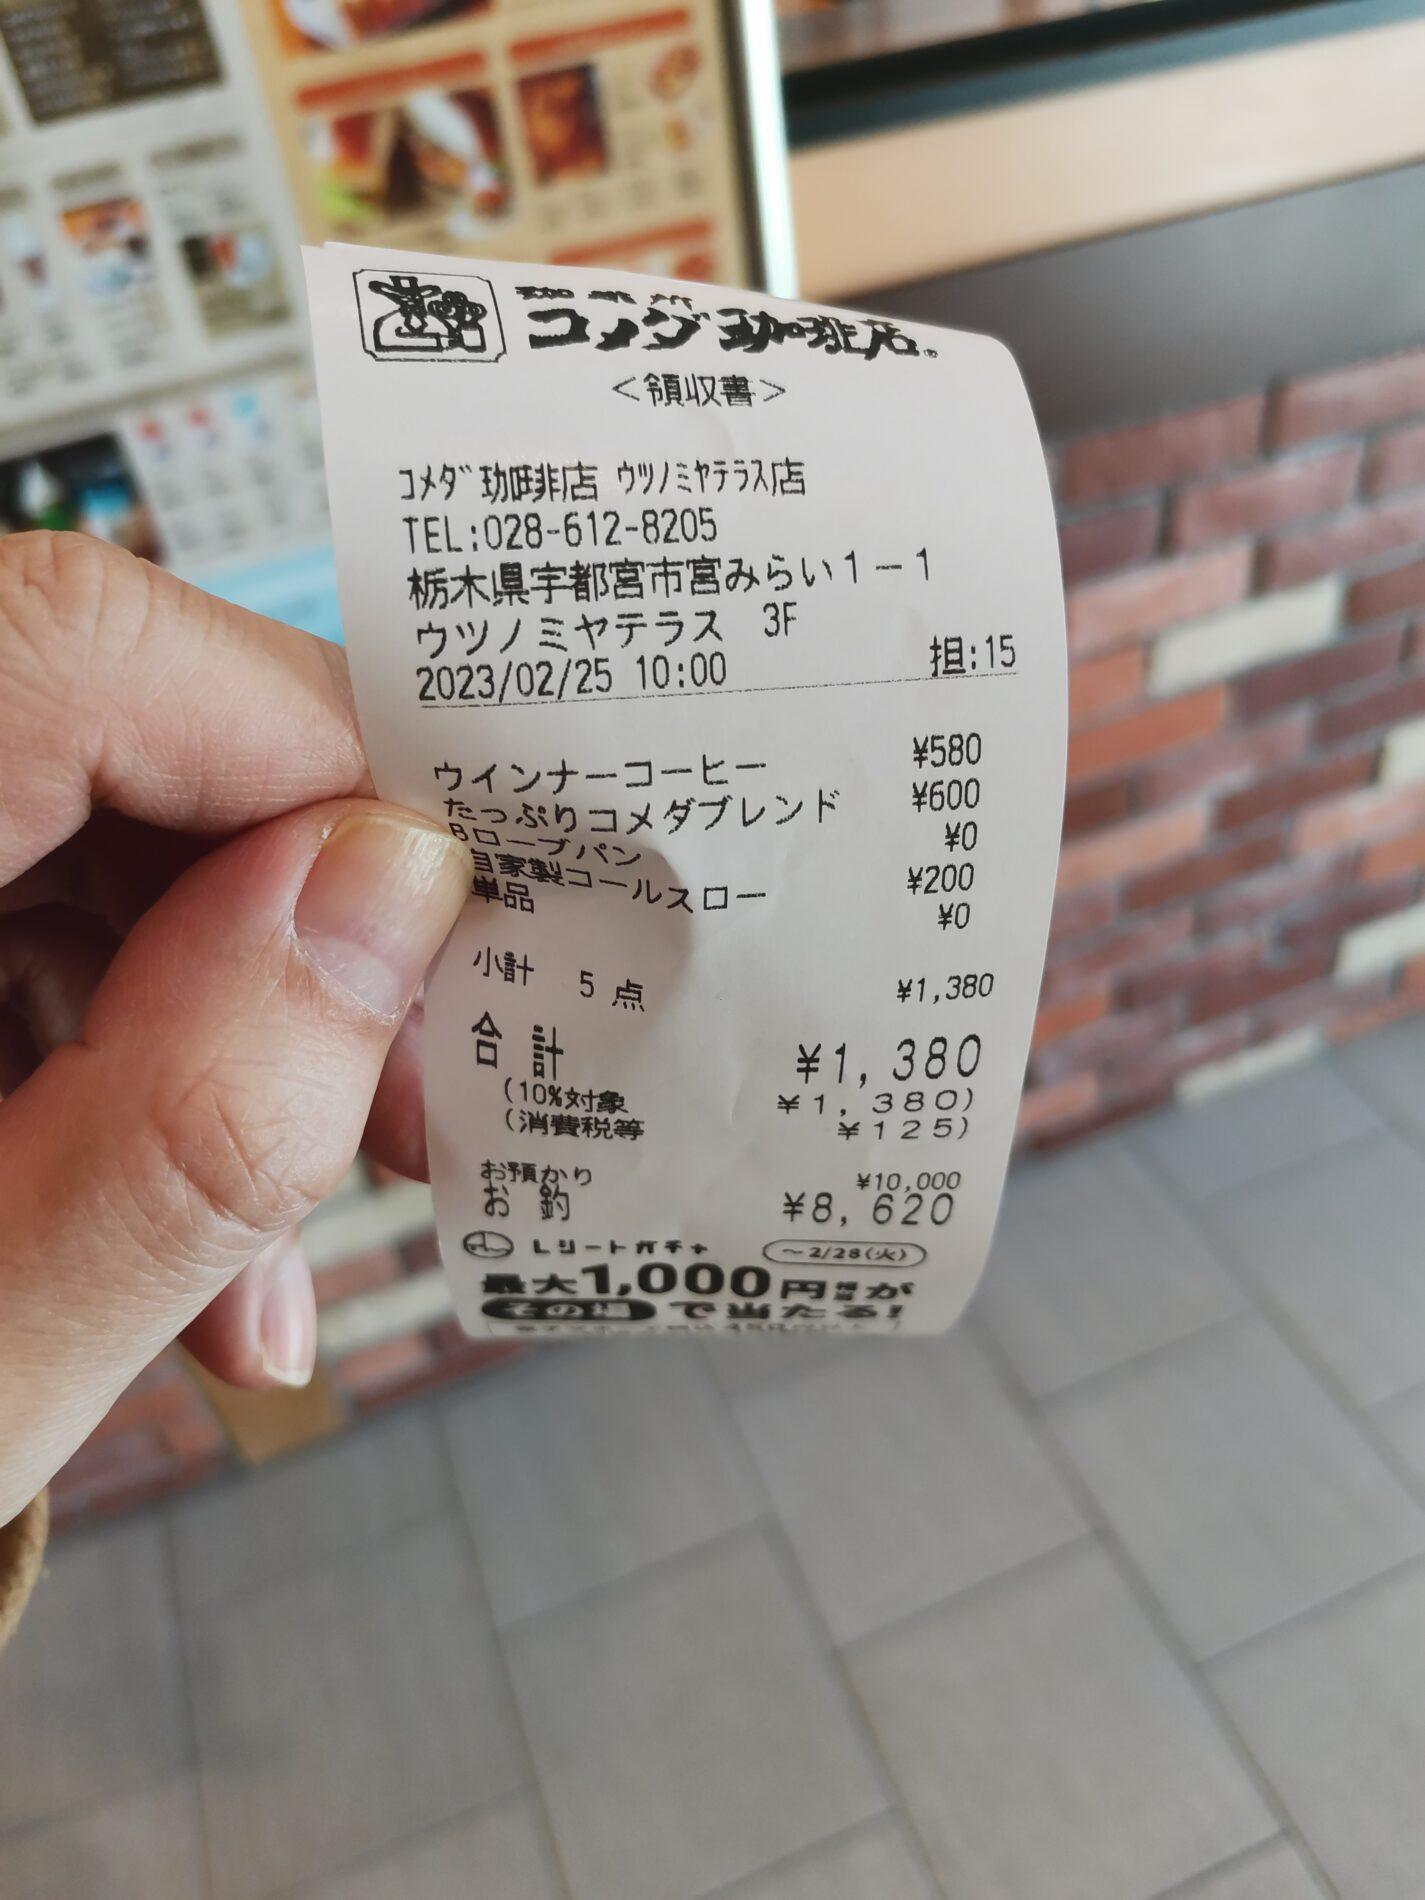 珈琲所
コメダ珈琲店®
＜領収書＞
ｺﾒﾀﾞ珈琲店 ｳﾂﾉﾐﾔﾃﾗｽ店
TEL:028-612-8205
栃木県宇都宮市宮みらい１－１
ウツノミヤテラス 3F
2023/02/25 10:00 担:15
ウインナーコーヒー ¥580
たっぷりコメダブレンド ¥600
Bローブパン ¥0
自家製コールスロー ¥200
単品 ¥0
小計 5 点 ¥1,380
合 計 ¥1,380
(10%対象 ¥1,380)
(消費税等 ¥125)
お預かり ¥10,000
お 釣 ¥8,620
レシートガチャ ～2/28(火)
最大1,000円相当が
その場で当たる!